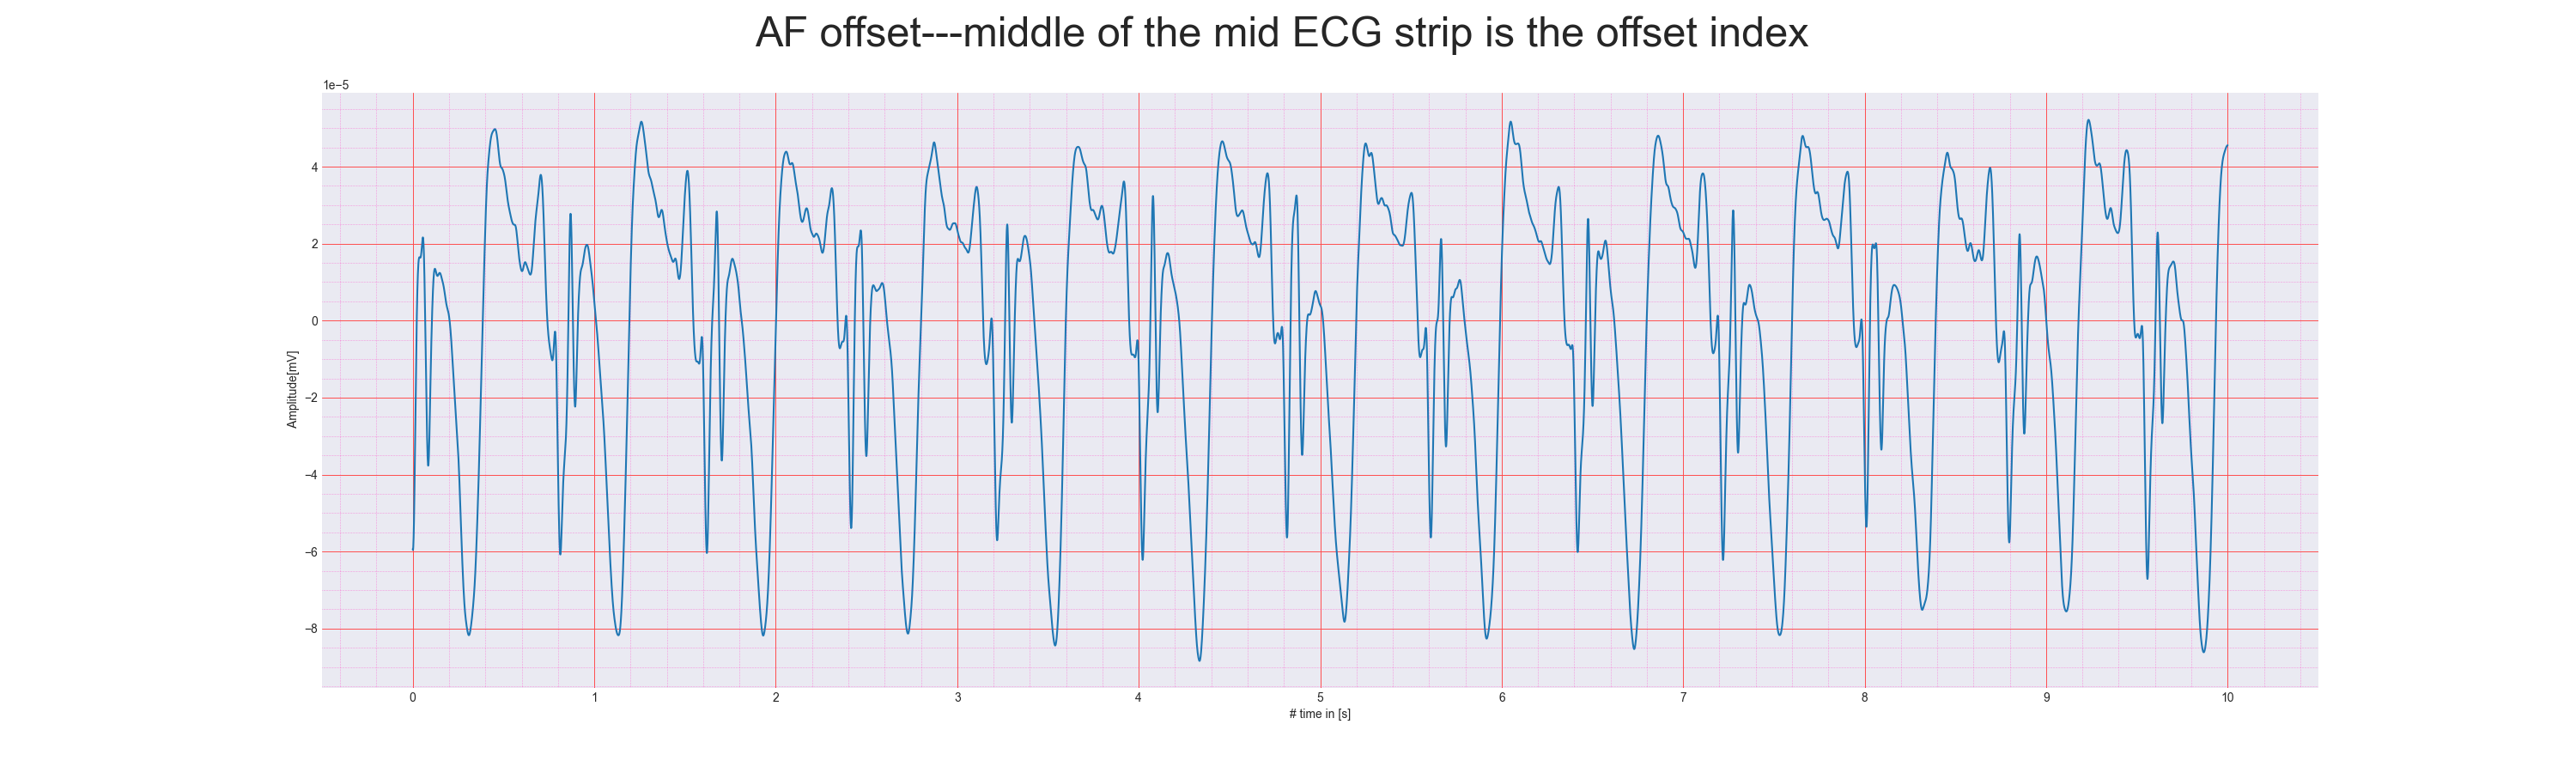 AF offset---middle of the mid ECG strip is the offset index
1e−5
4
2
0
−2
−4
−6
−8
Amplitude[mV]
0 1 2 3 4 5 6 7 8 9 10
# time in [s]